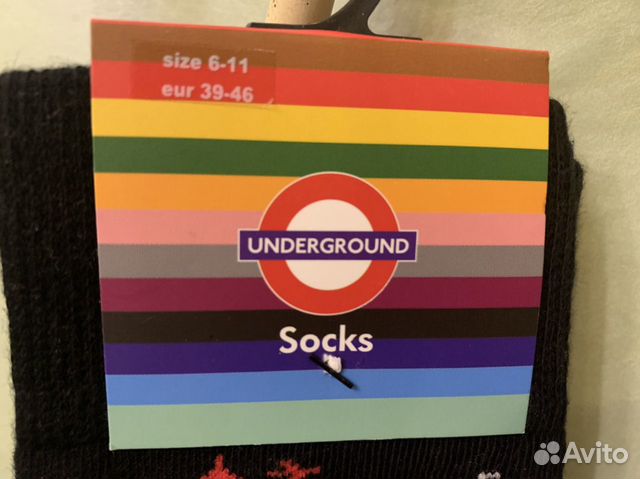 size 6-11
eur 39-46
UNDERGROUND
Socks
Avito